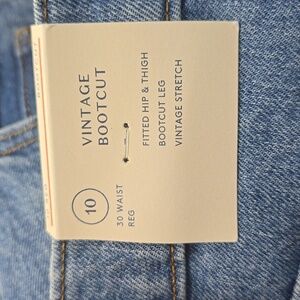 VINTAGE
BOOTCUT
FITTED HIP & THIGH
BOOTCUT LEG
VINTAGE STRETCH
10
30 WAIST
REG